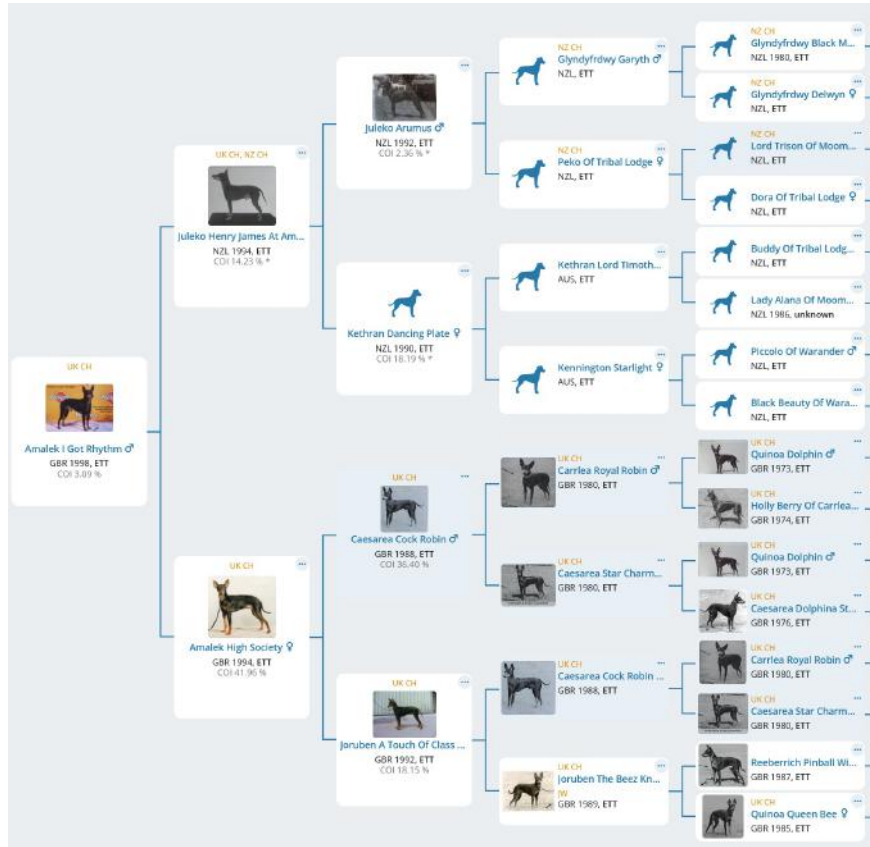 UK CH
Amalek I Got Rhythm ♂
GBR 1998, ETT
COI 3.89 %
UK CH, NZ CH
Juleko Henry James At Am...
NZL 1994, ETT
COI 14.23 % *
UK CH
Amalek High Society ♀
GBR 1994, ETT
COI 41.96 %
Juleko Arumus ♂
NZL 1992, ETT
COI 2.36 % *
Kethran Dancing Plate ♀
NZL 1990, ETT
COI 18.19 % *
UK CH
Caesarea Cock Robin ♂
GBR 1988, ETT
COI 36.40 %
UK CH
Joruben A Touch Of Class ...
GBR 1992, ETT
COI 18.15 %
NZ CH
Glyndyfrdwy Garyth ♂
NZL, ETT
NZ CH
Peko Of Tribal Lodge ♀
NZL, ETT
Kethran Lord Timoth...
AUS, ETT
Kennington Starlight ♀
AUS, ETT
UK CH
Carrlea Royal Robin ♂
GBR 1980, ETT
UK CH
Caesarea Star Charm...
GBR 1980, ETT
UK CH
Caesarea Cock Robin ...
GBR 1988, ETT
UK CH
Joruben The Beez Kn...
JW
GBR 1989, ETT
NZ CH
Glyndyfrdwy Black M...
NZL 1980, ETT
NZ CH
Glyndyfrdwy Delwyn ♀
NZL, ETT
NZ CH
Lord Trison Of Moom...
NZL, ETT
Dora Of Tribal Lodge ♀
NZL, ETT
Buddy Of Tribal Lodg...
NZL, ETT
Lady Alana Of Moom...
NZL 1986, unknown
Piccolo Of Warander ♂
NZL, ETT
Black Beauty Of Wara...
NZL, ETT
UK CH
Quinoa Dolphin ♂
GBR 1973, ETT
UK CH
Holly Berry Of Carrlea...
GBR 1974, ETT
UK CH
Quinoa Dolphin ♂
GBR 1973, ETT
UK CH
Caesarea Dolphina St...
GBR 1976, ETT
UK CH
Carrlea Royal Robin ♂
GBR 1980, ETT
UK CH
Caesarea Star Charm...
GBR 1980, ETT
Reeberrich Pinball Wi...
GBR 1987, ETT
UK CH
Quinoa Queen Bee ♀
GBR 1985, ETT